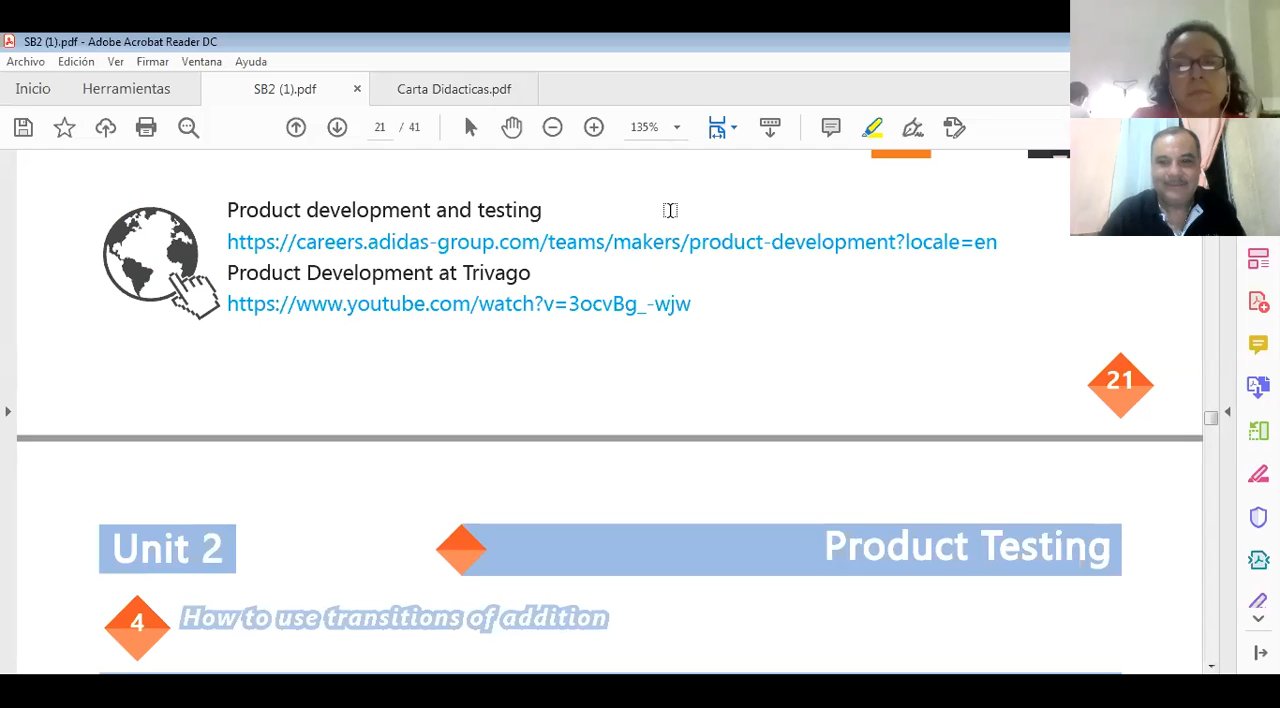 SB2 (1).pdf - Adobe Acrobat Reader DC
Archivo Edición Ver Firmar Ventana Ayuda
Inicio Herramientas SB2 (1).pdf × Carta Didacticas.pdf
21 / 41 135%
Product development and testing
https://careers.adidas-group.com/teams/makers/product-development?locale=en
Product Development at Trivago
https://www.youtube.com/watch?v=3ocvBg_-wjw
21
Unit 2 Product Testing
4 How to use transitions of addition